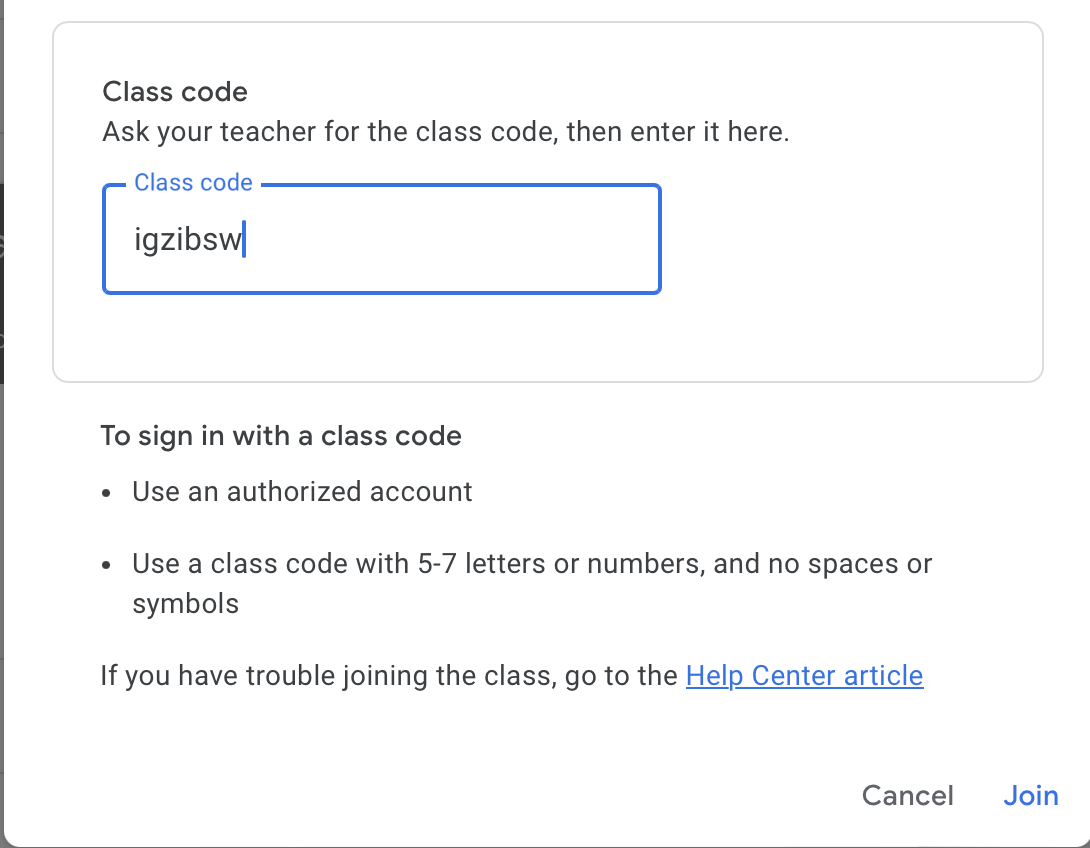 Class code
Ask your teacher for the class code, then enter it here.
Class code
igzibsw
To sign in with a class code
• Use an authorized account
• Use a class code with 5-7 letters or numbers, and no spaces or
symbols
If you have trouble joining the class, go to the Help Center article
Cancel Join